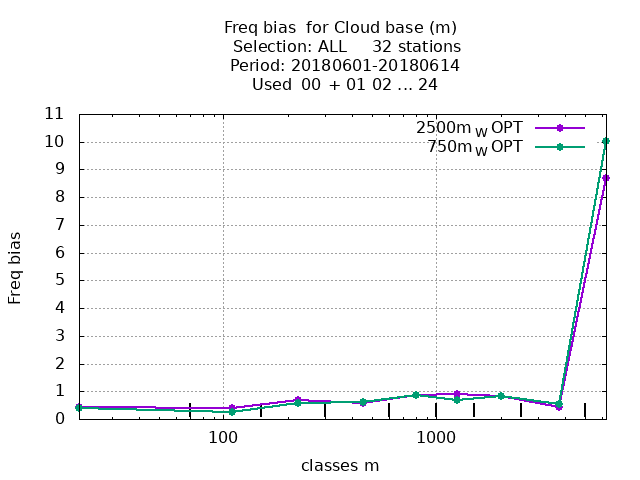 Freq bias  for Cloud base (m)
Selection: ALL     32 stations
Period: 20180601-20180614
Used  00 + 01 02 ... 24
2500m W OPT
750m W OPT
11
10
9
8
7
6
5
4
3
2
1
0
Freq bias
100
1000
classes m